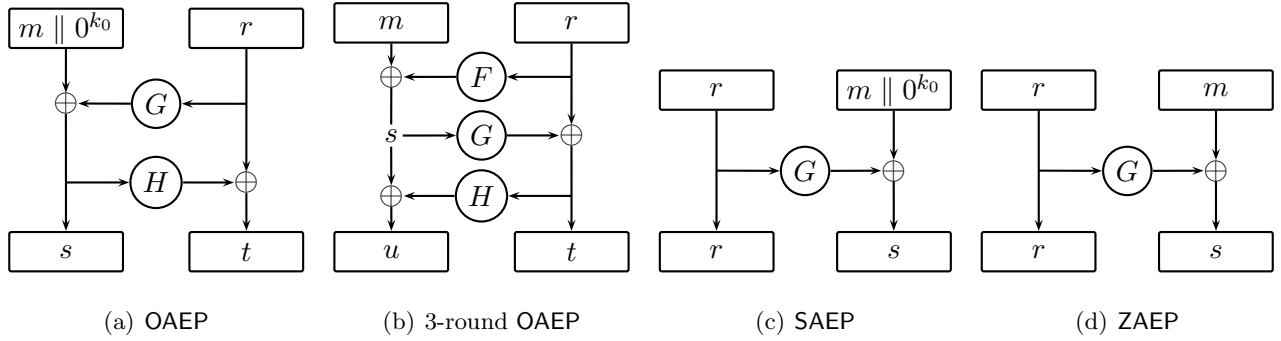 m ∥ 0^{k_0} r
G
H
s t
(a) OAEP
m r
F
s G
H
u t
(b) 3-round OAEP
r m ∥ 0^{k_0}
G
r s
(c) SAEP
r m
G
r s
(d) ZAEP